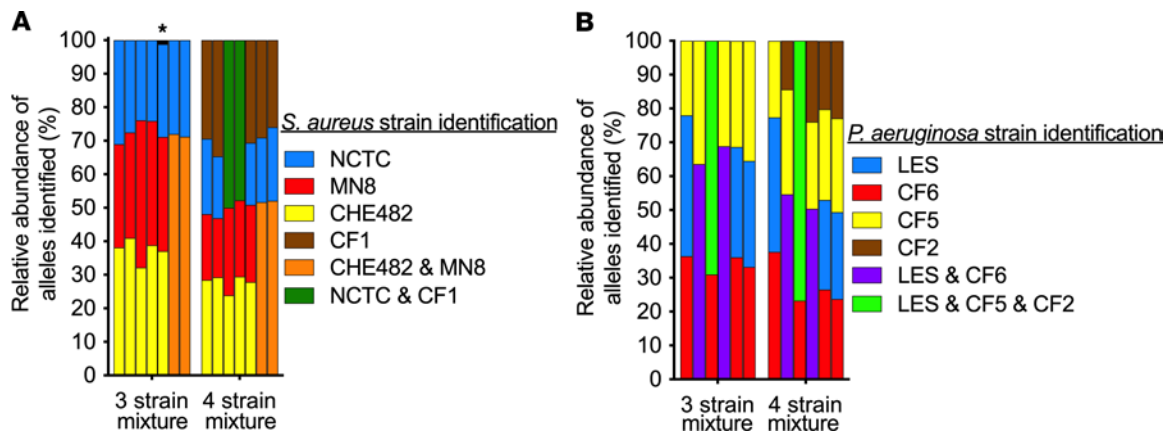 A
*
100
90
80
70
60
50
40
30
20
10
0
Relative abundance of
alleles identified (%)
3 strain
mixture
4 strain
mixture
S. aureus strain identification
NCTC
MN8
CHE482
CF1
CHE482 & MN8
NCTC & CF1
B
100
90
80
70
60
50
40
30
20
10
0
Relative abundance of
alleles identified (%)
3 strain
mixture
4 strain
mixture
P. aeruginosa strain identification
LES
CF6
CF5
CF2
LES & CF6
LES & CF5 & CF2